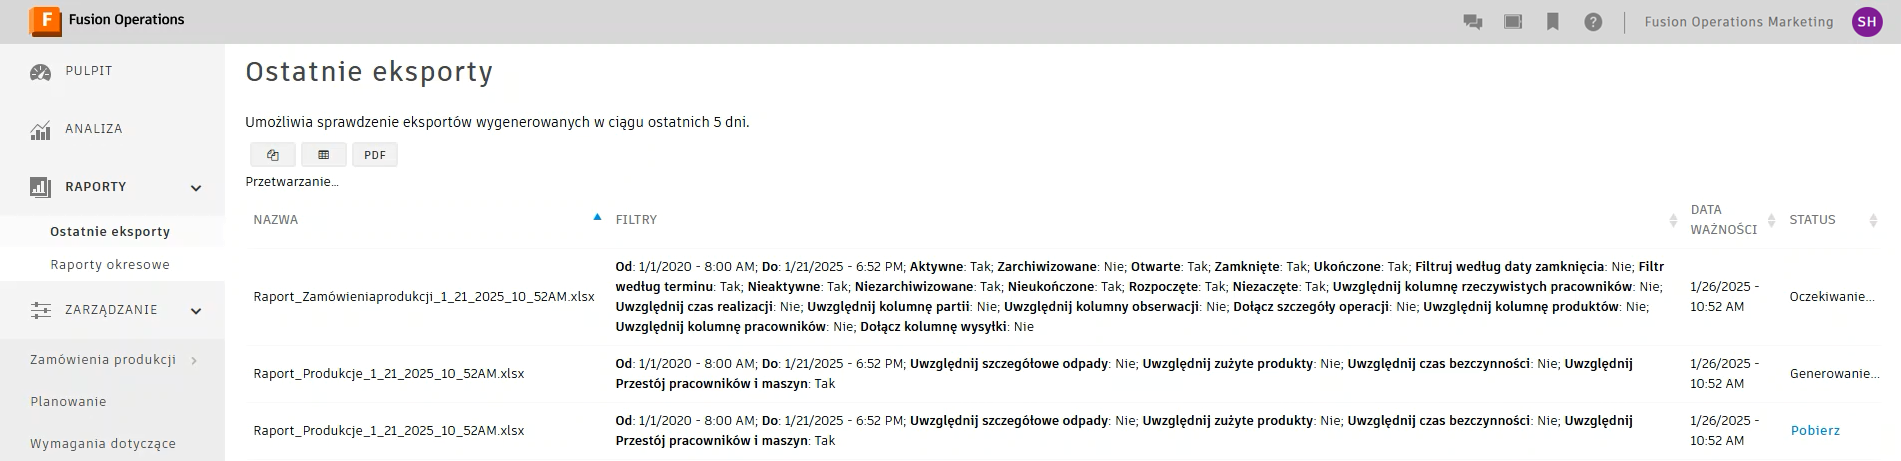 F Fusion Operations
Fusion Operations Marketing SH
PULPIT
ANALIZA
RAPORTY
Ostatnie eksporty
Raporty okresowe
ZARZĄDZANIE
Zamówienia produkcji
Planowanie
Wymagania dotyczące
Ostatnie eksporty
Umożliwia sprawdzenie eksportów wygenerowanych w ciągu ostatnich 5 dni.
PDF
Przetwarzanie...
NAZWA FILTRY DATA WAŻNOŚCI STATUS
Raport_Zamówieniaprodukcji_1_21_2025_10_52AM.xlsx
Od: 1/1/2020 - 8:00 AM; Do: 1/21/2025 - 6:52 PM; Aktywne: Tak; Zarchiwizowane: Nie; Otwarte: Tak; Zamknięte: Tak; Ukończone: Tak; Filtruj według daty zamknięcia: Nie; Filtr
według terminu: Tak; Nieaktywne: Tak; Niezarchiwizowane: Tak; Nieukończone: Tak; Rozpoczęte: Tak; Niezaczęte: Tak; Uwzględnij kolumnę rzeczywistych pracowników: Nie;
Uwzględnij czas realizacji: Nie; Uwzględnij kolumnę partii: Nie; Uwzględnij kolumny obserwacji: Nie; Dołącz szczegóły operacji: Nie; Uwzględnij kolumnę produktów: Nie;
Uwzględnij kolumnę pracowników: Nie; Dołącz kolumnę wysyłki: Nie
1/26/2025 -
10:52 AM
Oczekiwanie...
Raport_Produkcje_1_21_2025_10_52AM.xlsx
Od: 1/1/2020 - 8:00 AM; Do: 1/21/2025 - 6:52 PM; Uwzględnij szczegółowe odpady: Nie; Uwzględnij zużyte produkty: Nie; Uwzględnij czas bezczynności: Nie; Uwzględnij
Przestój pracowników i maszyn: Tak
1/26/2025 -
10:52 AM
Generowanie...
Raport_Produkcje_1_21_2025_10_52AM.xlsx
Od: 1/1/2020 - 8:00 AM; Do: 1/21/2025 - 6:52 PM; Uwzględnij szczegółowe odpady: Nie; Uwzględnij zużyte produkty: Nie; Uwzględnij czas bezczynności: Nie; Uwzględnij
Przestój pracowników i maszyn: Tak
1/26/2025 -
10:52 AM
Pobierz